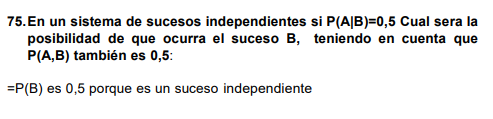 75. En un sistema de sucesos independientes si P(A|B)=0,5 Cual sera la
posibilidad de que ocurra el suceso B, teniendo en cuenta que
P(A,B) también es 0,5:
=P(B) es 0,5 porque es un suceso independiente